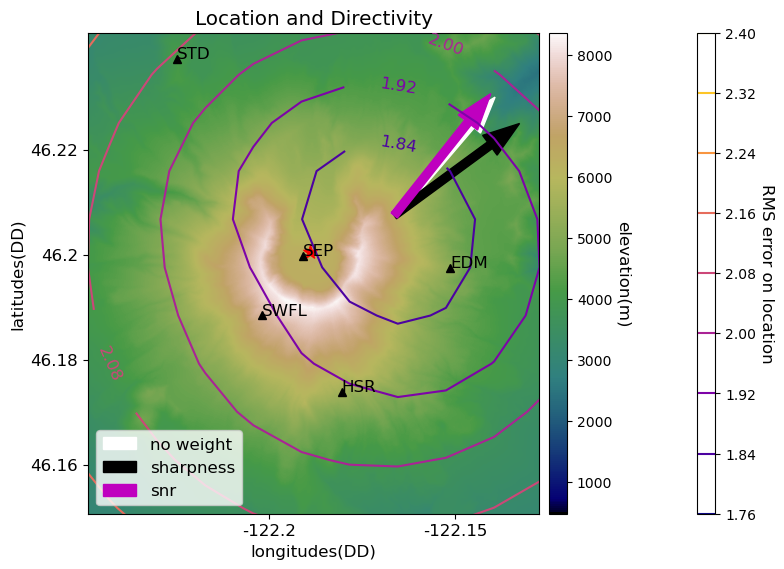 Location and Directivity
STD
2.00
1.92
1.84
SEP
EDM
SWFL
HSR
2.08
no weight
sharpness
snr
46.22
46.2
46.18
46.16
latitudes(DD)
-122.2
-122.15
longitudes(DD)
8000
7000
6000
5000
4000
3000
2000
1000
elevation(m)
2.40
2.32
2.24
2.16
2.08
2.00
1.92
1.84
1.76
RMS error on location